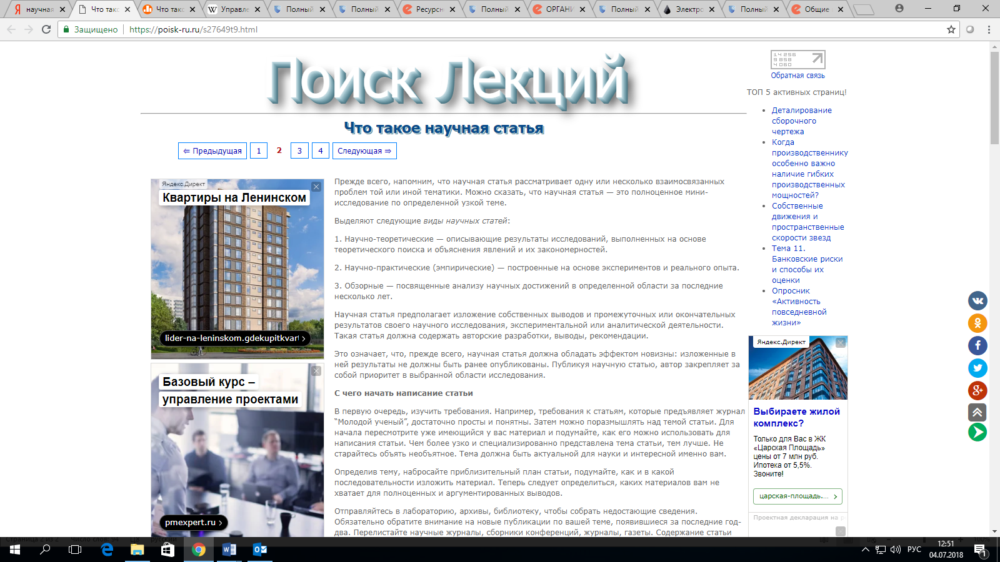 научная
Что такс
Что такс
Управле
Полный
Полный
Ресурсн
Полный
ОРГАНИ
Полный
Электро
Полный
Общие
Защищено
https://poisk-ru.ru/s27649t9.html
Поиск Лекций
Что такое научная статья
⇐ Предыдущая 1 2 3 4 Следующая ⇒
Яндекс.Директ
Квартиры на Ленинском
lider-na-leninskom.gdekupitkvart
Базовый курс –
управление проектами
pmexpert.ru
Прежде всего, напомним, что научная статья рассматривает одну или несколько взаимосвязанных
проблем той или иной тематики. Можно сказать, что научная статья — это полноценное мини-
исследование по определенной узкой теме.
Выделяют следующие виды научных статей:
1. Научно-теоретические — описывающие результаты исследований, выполненных на основе
теоретического поиска и объяснения явлений и их закономерностей.
2. Научно-практические (эмпирические) — построенные на основе экспериментов и реального опыта.
3. Обзорные — посвященные анализу научных достижений в определенной области за последние
несколько лет.
Научная статья предполагает изложение собственных выводов и промежуточных или окончательных
результатов своего научного исследования, экспериментальной или аналитической деятельности.
Такая статья должна содержать авторские разработки, выводы, рекомендации.
Это означает, что, прежде всего, научная статья должна обладать эффектом новизны: изложенные в
ней результаты не должны быть ранее опубликованы. Публикуя научную статью, автор закрепляет за
собой приоритет в выбранной области исследования.
С чего начать написание статьи
В первую очередь, изучить требования. Например, требования к статьям, которые предъявляет журнал
“Молодой ученый”, достаточно просты и понятны. Затем можно поразмышлять над темой статьи. Для
начала пересмотрите уже имеющийся у вас материал и подумайте, как его можно использовать для
написания статьи. Чем более узко и специализированно представлена тема статьи, тем лучше. Не
старайтесь объять необъятное. Тема должна быть актуальной для науки и интересной именно вам.
Определив тему, набросайте приблизительный план статьи, подумайте, как и в какой
последовательности изложить материал. Теперь следует определиться, каких материалов вам не
хватает для полноценных и аргументированных выводов.
Отправляйтесь в лабораторию, архивы, библиотеку, чтобы собрать недостающие сведения.
Обязательно обратите внимание на новые публикации по вашей теме, появившиеся за последние год-
два. Перелистайте научные журналы, сборники конференций, журналы, газеты. Содержание статьи
14256
9858
4060
Обратная связь
ТОП 5 активных страниц!
Деталирование
сборочного
чертежа
Когда
производственнику
особенно важно
наличие гибких
производственных
мощностей?
Собственные
движения и
пространственные
скорости звезд
Тема 11.
Банковские риски
и способы их
оценки
Опросник
«Активность
повседневной
жизни»
Яндекс.Директ
Выбираете жилой
комплекс?
Только для Вас в ЖК
«Царская Площадь»
цены от 7 млн руб.
Ипотека от 5,5%.
Звоните!
царская-площадь....
Проектная декларация на р
Страница 2 из 2 Число слов: 94 русский 100%
РУС
12:51
04.07.2018
1